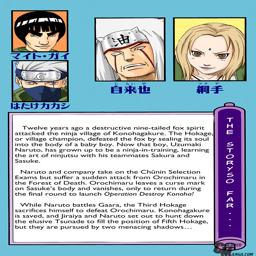 マイト・ガイ
はたけカカシ
自来也
綱手
THE STORY SO FAR...
Twelve years ago a destructive nine-tailed fox spirit
attacked the ninja village of Konohagakure. The Hokage,
or village champion, defeated the fox by sealing its soul
into the body of a baby boy. Now that boy, Uzumaki
Naruto, has grown up to be a ninja-in-training, learning
the art of ninjutsu with his teammates Sakura and
Sasuke.
Naruto and company take on the Chûnin Selection
Exams but suffer a sudden attack from Orochimaru in
the Forest of Death. Orochimaru leaves a curse mark
on Sasuke's body and vanishes, only to return during
the final round to launch Operation Destroy Konoha!
While Naruto battles Gaara, the Third Hokage
sacrifices himself to defeat Orochimaru. Konohagakure
is saved, and Jiraiya and Naruto set out to hunt down
the elusive Tsunade to fill the position of Fifth Hokage,
but they are pursued by two menacing shadows...